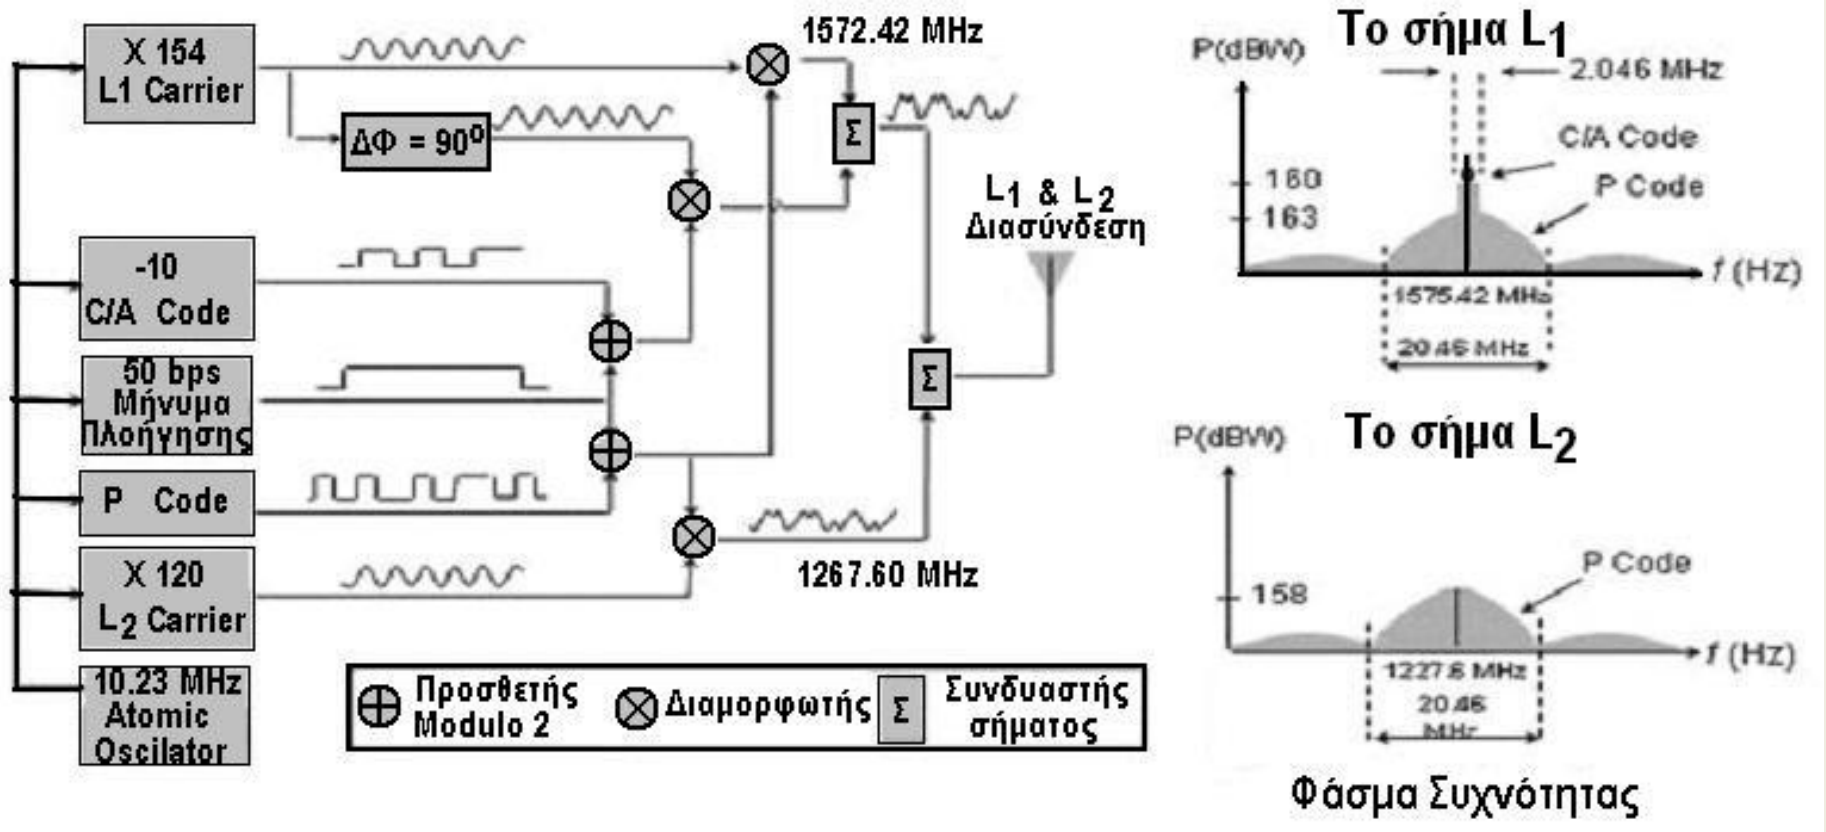 X 154
L1 Carrier
1572.42 MHz
ΔΦ = 90⁰
Σ
-10
C/A Code
50 bps
Μήνυμα
Πλοήγησης
P Code
X 120
L2 Carrier
10.23 MHz
Atomic
Oscilator
L1 & L2
Διασύνδεση
Σ
1267.60 MHz
Προσθετής
Modulo 2
Διαμορφωτής
Σ
Συνδυαστής
σήματος
Το σήμα L1
P(dBW)
2.046 MHz
C/A Code
P Code
160
163
f (Hz)
1575.42 MHz
20.46 MHz
Το σήμα L2
P(dBW)
P Code
158
f (Hz)
1227.6 MHz
20.46
MHz
Φάσμα Συχνότητας